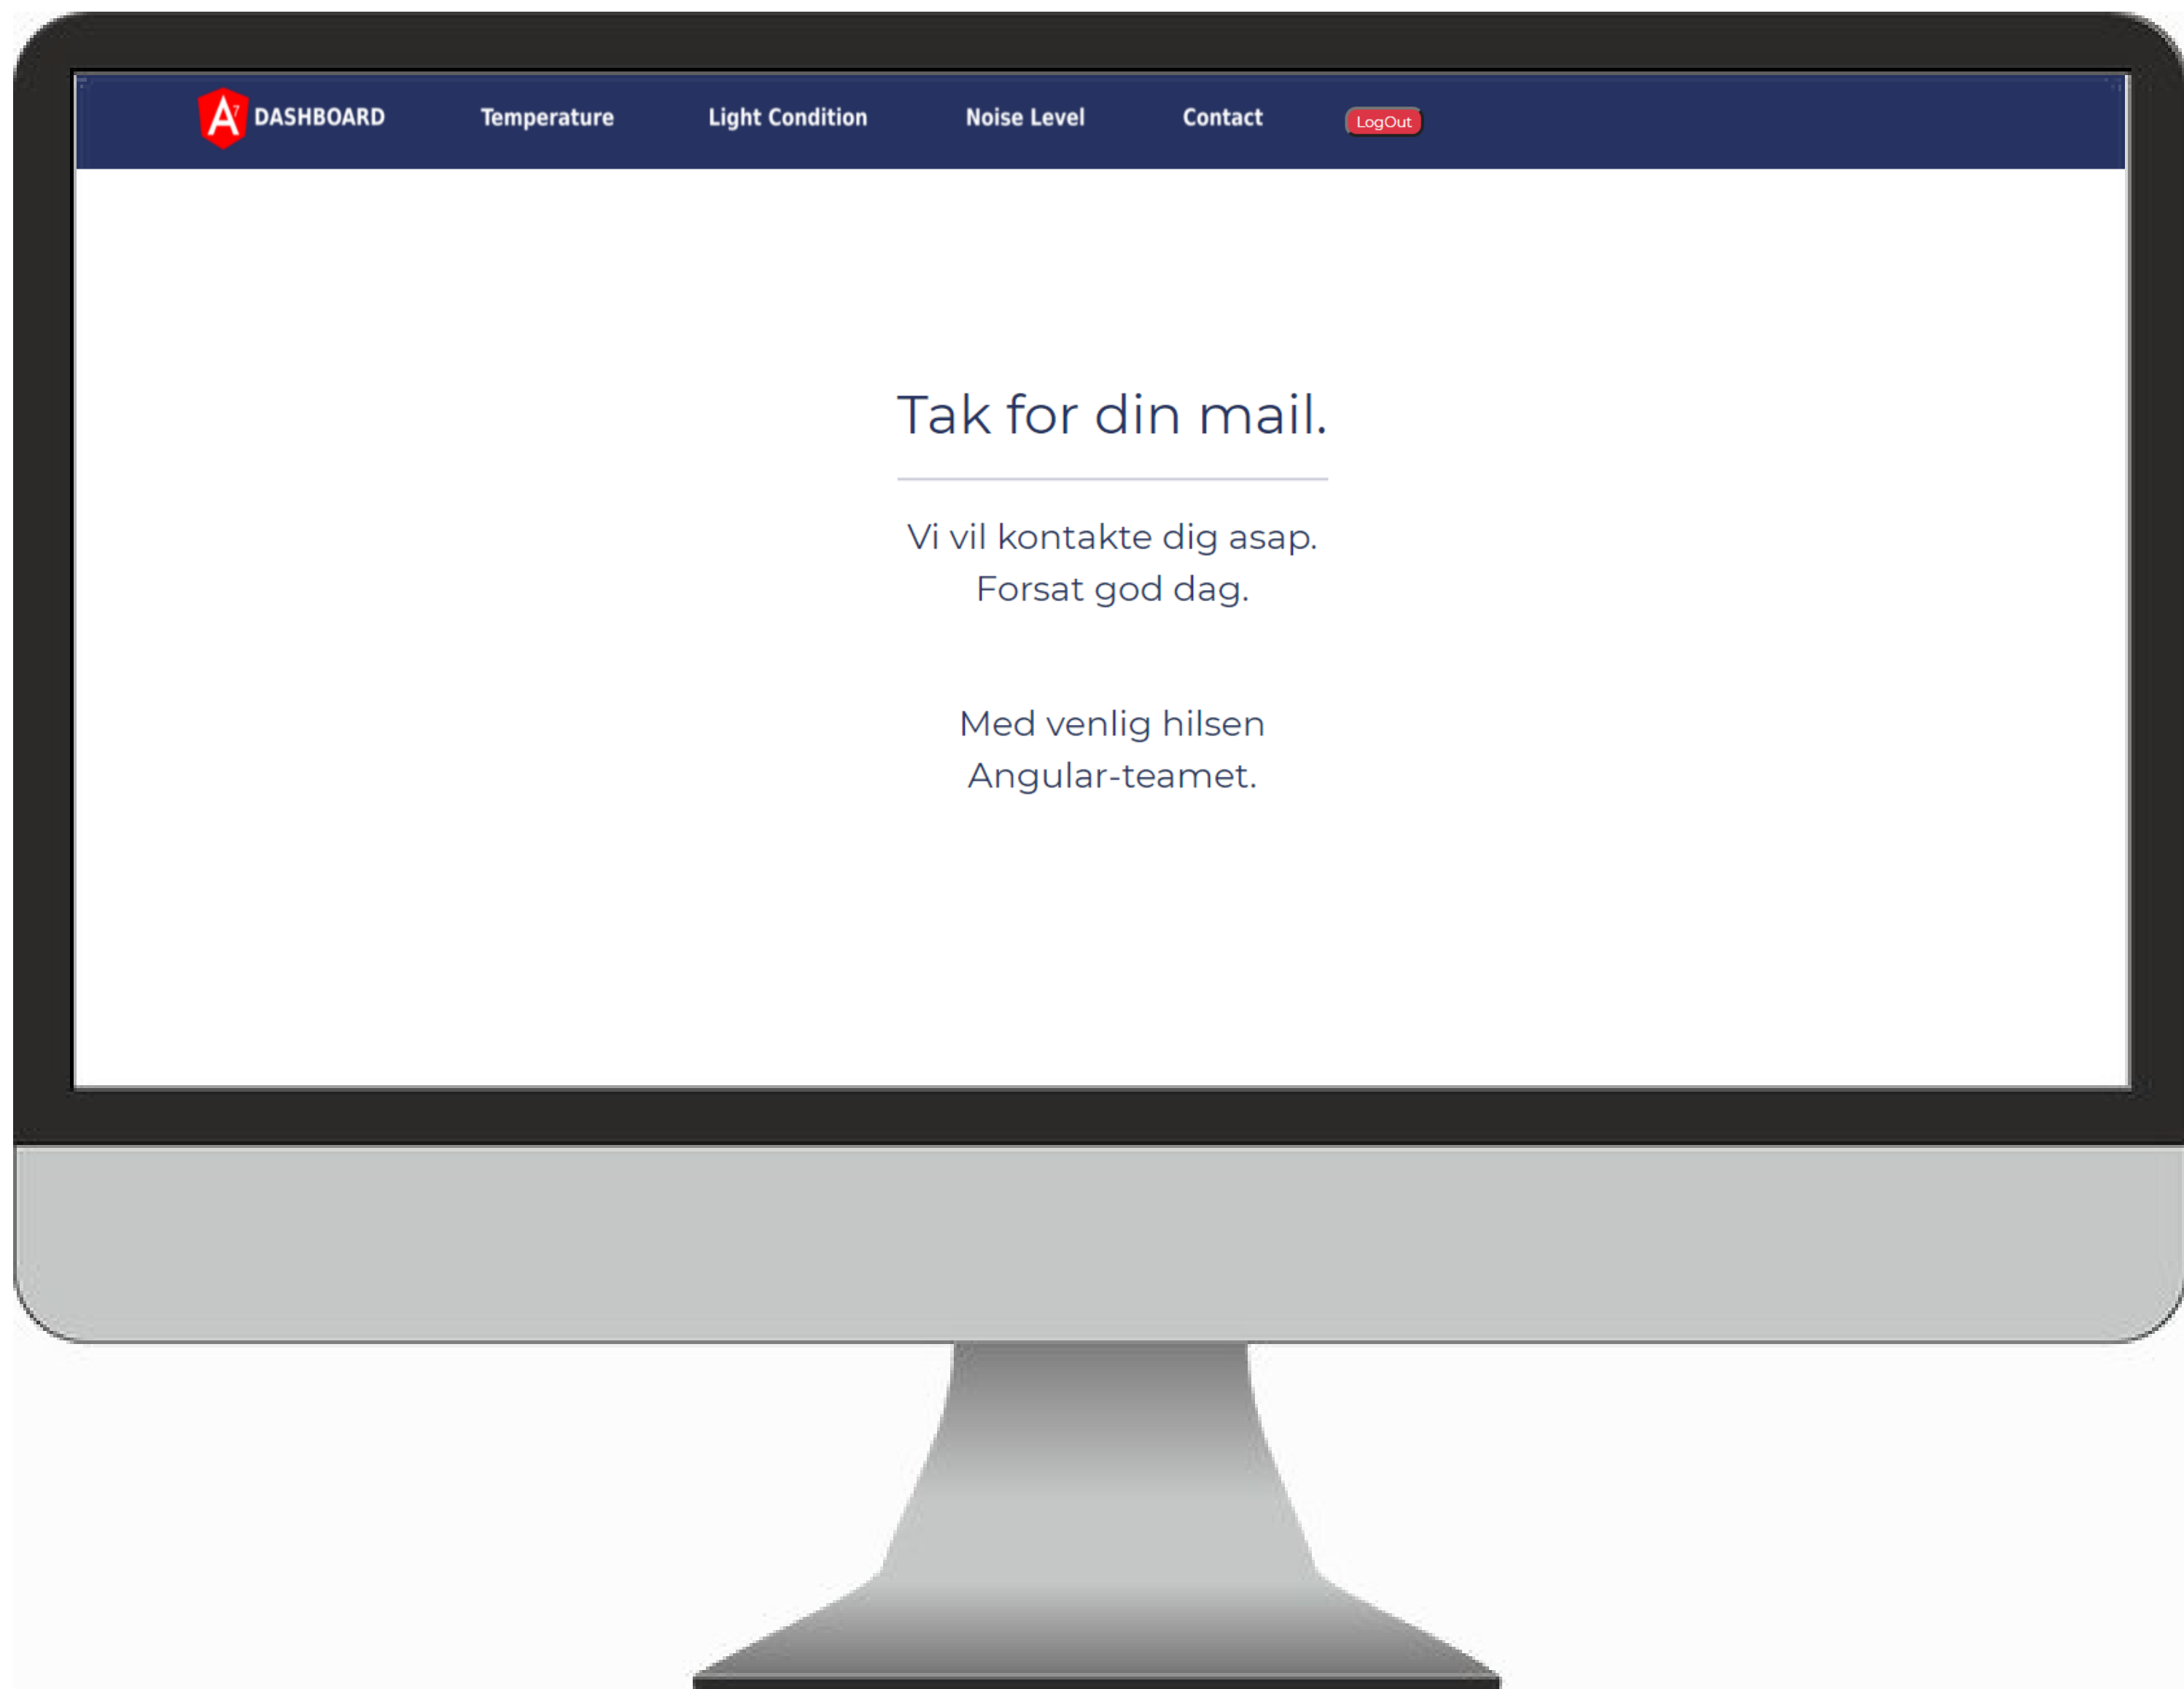 A7 DASHBOARD Temperature Light Condition Noise Level Contact LogOut
Tak for din mail.
Vi vil kontakte dig asap.
Forsat god dag.
Med venlig hilsen
Angular-teamet.